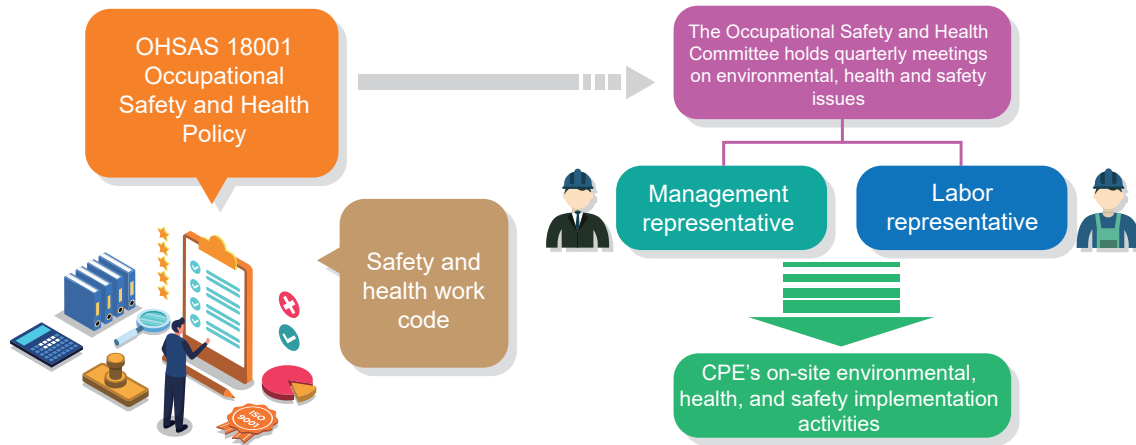 OHSAS 18001
Occupational
Safety and Health
Policy
The Occupational Safety and Health
Committee holds quarterly meetings
on environmental, health and safety
issues
Management
representative
Labor
representative
Safety and
health work
code
ISO
9001
CPE's on-site environmental,
health, and safety implementation
activities